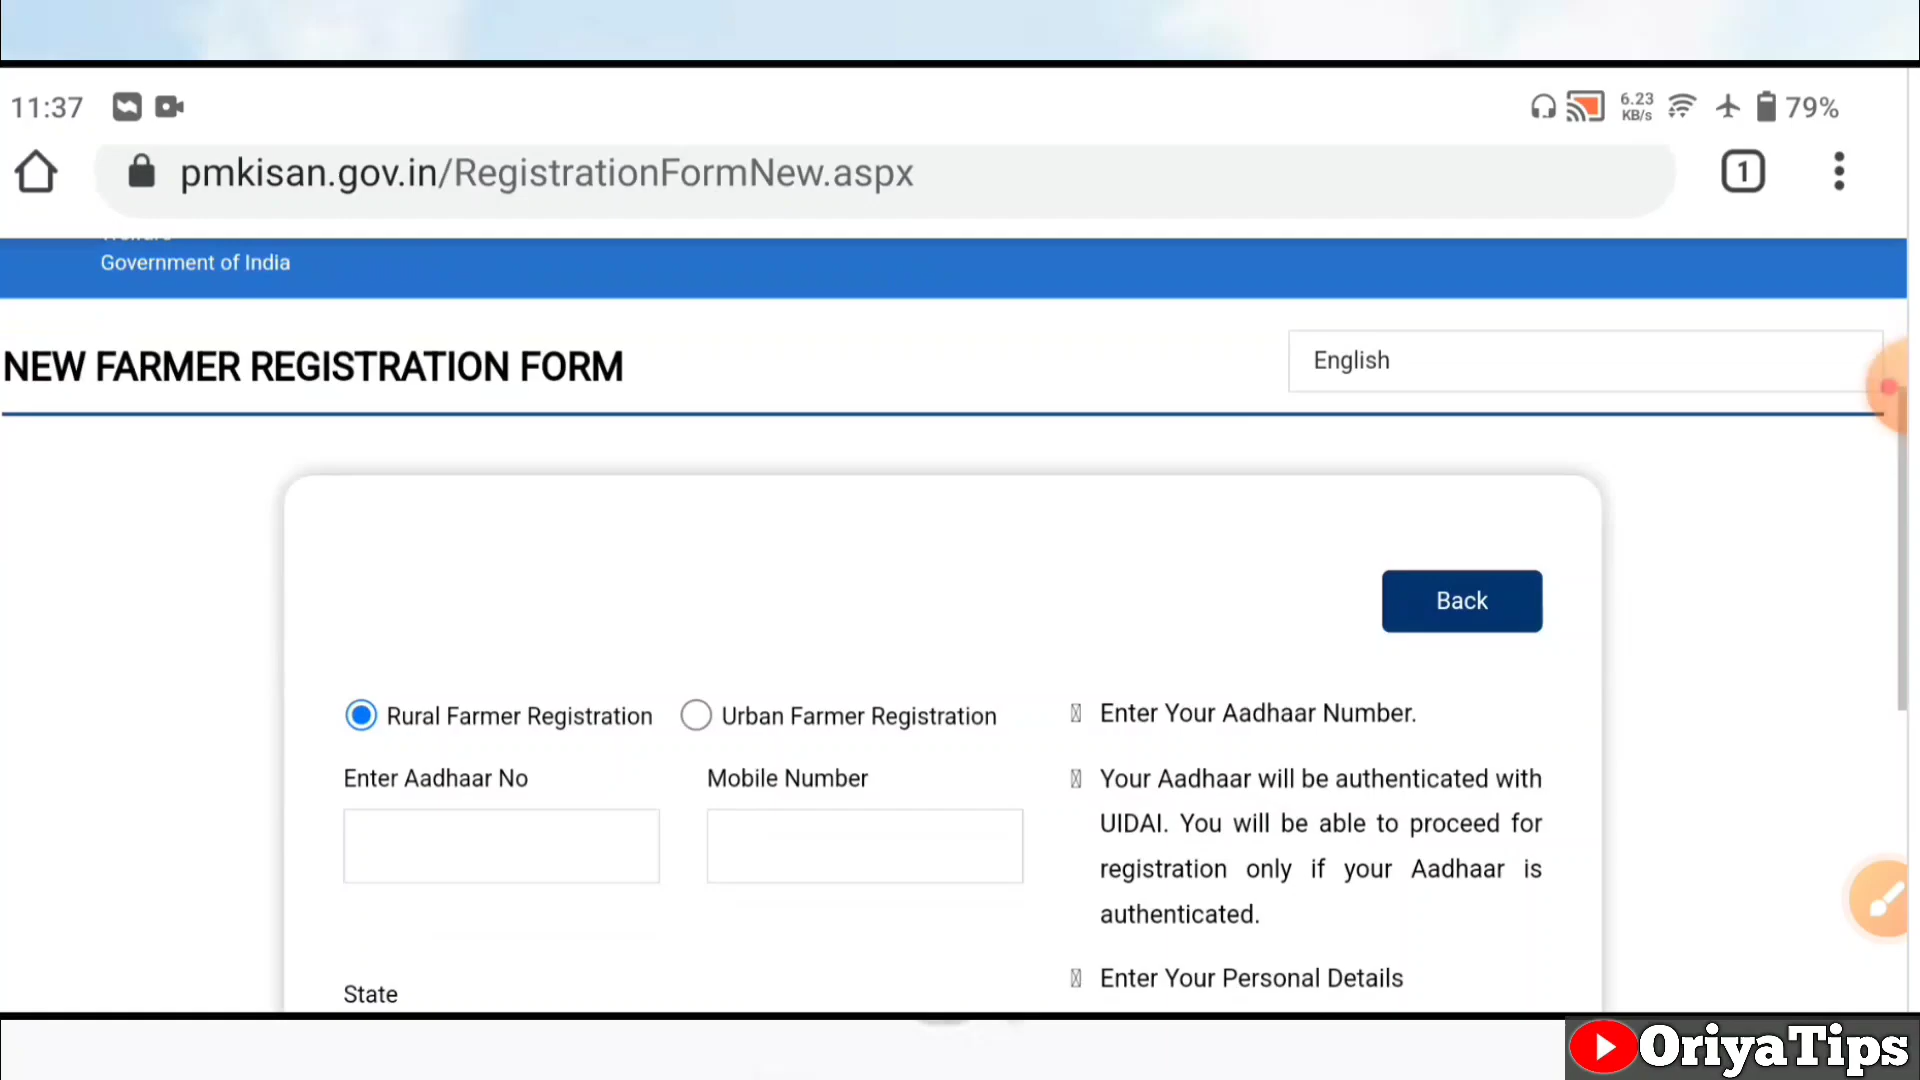 11:37
6.23
KB/s
79%
pmkisan.gov.in/RegistrationFormNew.aspx
1
Government of India
NEW FARMER REGISTRATION FORM
English
Back
Rural Farmer Registration
Urban Farmer Registration
Enter Aadhaar No
Mobile Number
State
Enter Your Aadhaar Number.
Your Aadhaar will be authenticated with
UIDAI. You will be able to proceed for
registration only if your Aadhaar is
authenticated.
Enter Your Personal Details
OriyaTips